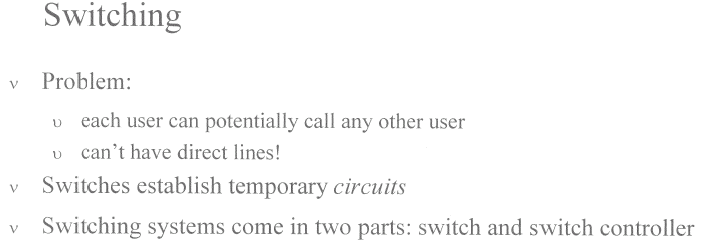 Switching
ν Problem:
υ each user can potentially call any other user
υ can't have direct lines!
ν Switches establish temporary circuits
ν Switching systems come in two parts: switch and switch controller